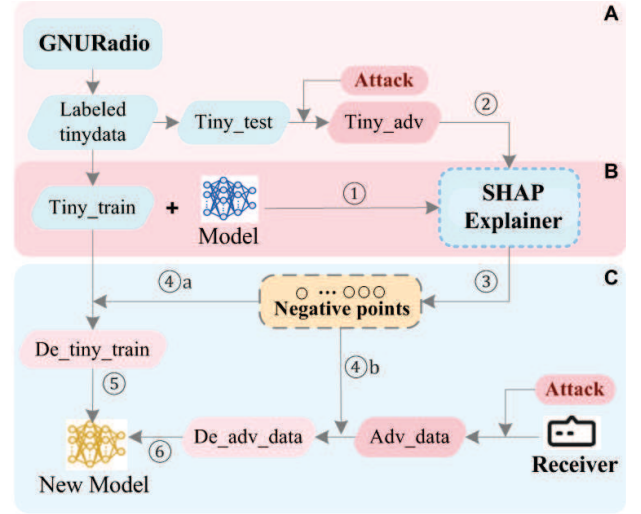 A
GNURadio
Attack
Labeled
tinydata
Tiny_test
Tiny_adv
②
B
Tiny_train
+
Model
①
SHAP
Explainer
C
④a
... 
Negative points
③
De_tiny_train
④b
⑤
Attack
New Model
⑥
De_adv_data
Adv_data
Receiver